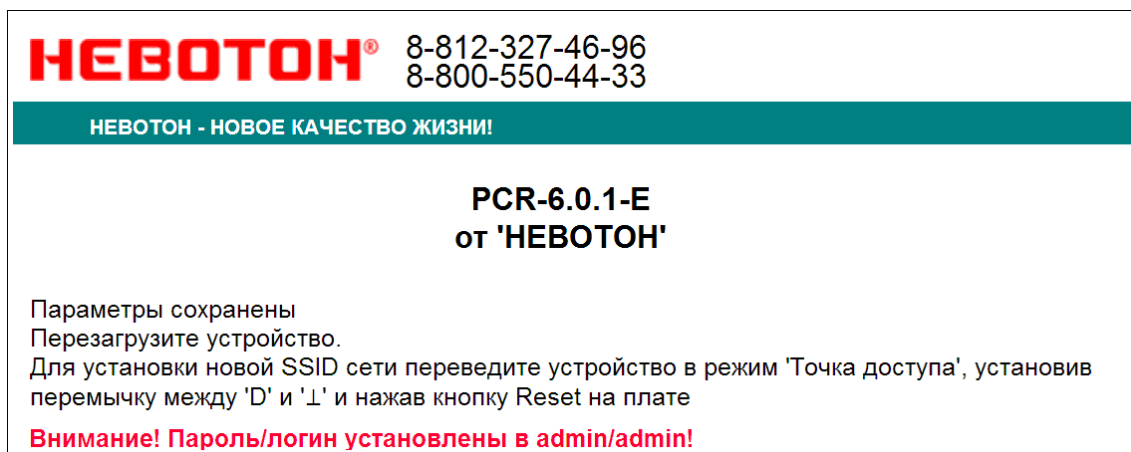 НЕВОТОН®
8-812-327-46-96
8-800-550-44-33
НЕВОТОН - НОВОЕ КАЧЕСТВО ЖИЗНИ!
PCR-6.0.1-E
от 'НЕВОТОН'
Параметры сохранены
Перезагрузите устройство.
Для установки новой SSID сети переведите устройство в режим 'Точка доступа', установив
перемычку между 'D' и '⊥' и нажав кнопку Reset на плате
Внимание! Пароль/логин установлены в admin/admin!